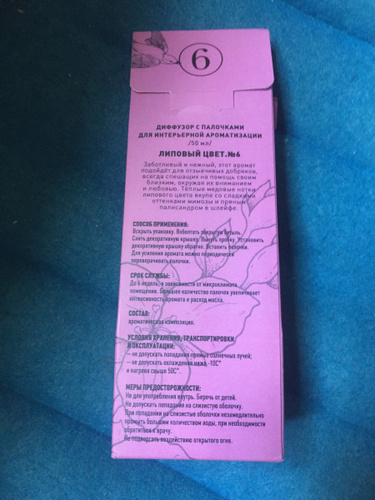 6
ДИФФУЗОР С ПАЛОЧКАМИ
ДЛЯ ИНТЕРЬЕРНОЙ АРОМАТИЗАЦИИ
/50 мл/
ЛИПОВЫЙ ЦВЕТ.№6
Заботливый и нежный, этот аромат
подойдёт для отзывчивых добряков,
всегда спешащих на помощь своим
близким, окружая их вниманием
и любовью. Тёплые медовые нотки
липового цвета вкупе со сладкими
оттенками мимозы и пряным
палисандром в шлейфе.
СПОСОБ ПРИМЕНЕНИЯ:
Вскрыть упаковку. Взболтать закрытую бутыль.
Снять декоративную крышку. Вынуть пробку. Установить
декоративную крышку обратно. Вставить палочки.
Для усиления аромата можно периодически
переворачивать палочки.
СРОК СЛУЖБЫ:
До 6 недель в зависимости от микроклимата
помещения. Большее количество палочек увеличивает
интенсивность аромата и расход масла.
СОСТАВ:
ароматическая композиция.
УСЛОВИЯ ХРАНЕНИЯ, ТРАНСПОРТИРОВКИ
И ЭКСПЛУАТАЦИИ:
— не допускать попадания прямых солнечных лучей;
— не допускать охлаждения ниже -10С°
и нагрева свыше 50С°.
МЕРЫ ПРЕДОСТОРОЖНОСТИ:
Не для употребления внутрь. Беречь от детей.
Не допускать попадания на слизистую оболочку.
При попадании на слизистые оболочки незамедлительно
промыть большим количеством воды, при необходимости
обратиться к врачу.
Не подвергать воздействию открытого огня.